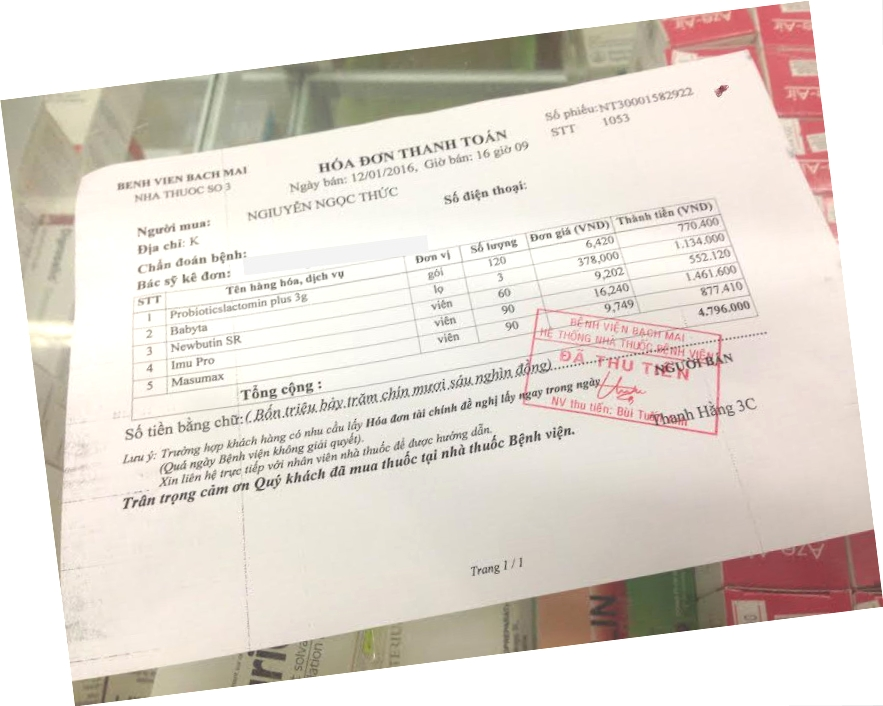 BENH VIEN BACH MAI
NHA THUOC SO 3
HÓA ĐƠN THANH TOÁN
Ngày bán: 12/01/2016, Giờ bán: 16 giờ 09
Số phiếu: NT30001582922
STT 1053
Người mua: NGIUYÊN NGỌC THỨC Số điện thoại:
Địa chỉ: K
Chẩn đoán bệnh:
Bác sỹ kê đơn:
STT Tên hàng hóa, dịch vụ Đơn vị Số lượng Đơn giá (VND) Thành tiền (VND)
1 Probioticslactomin plus 3g gói 120 6,420 770.400
2 Babyta lọ 3 378,000 1.134.000
3 Newbutin SR viên 60 9,202 552.120
4 Imu Pro viên 90 16,240 1.461.600
5 Masumax viên 90 9,749 877.410
Tổng cộng : 4.796.000
Số tiền bằng chữ: ( Bốn triệu bảy trăm chín mươi sáu nghìn đồng)
Lưu ý: Trường hợp khách hàng có nhu cầu lấy Hóa đơn tài chính đề nghị lấy ngay trong ngày
(Quá ngày Bệnh viện không giải quyết).
Xin liên hệ trực tiếp với nhân viên nhà thuốc để được hướng dẫn.
Trân trọng cảm ơn Quý khách đã mua thuốc tại nhà thuốc Bệnh viện.
NGƯỜI BÁN
Thanh Hằng 3C
BỆNH VIỆN BẠCH MAI
HỆ THỐNG NHÀ THUỐC BỆNH VIỆN
ĐÃ THU TIỀN
NV thu tiền: Bùi
Trang 1 / 1